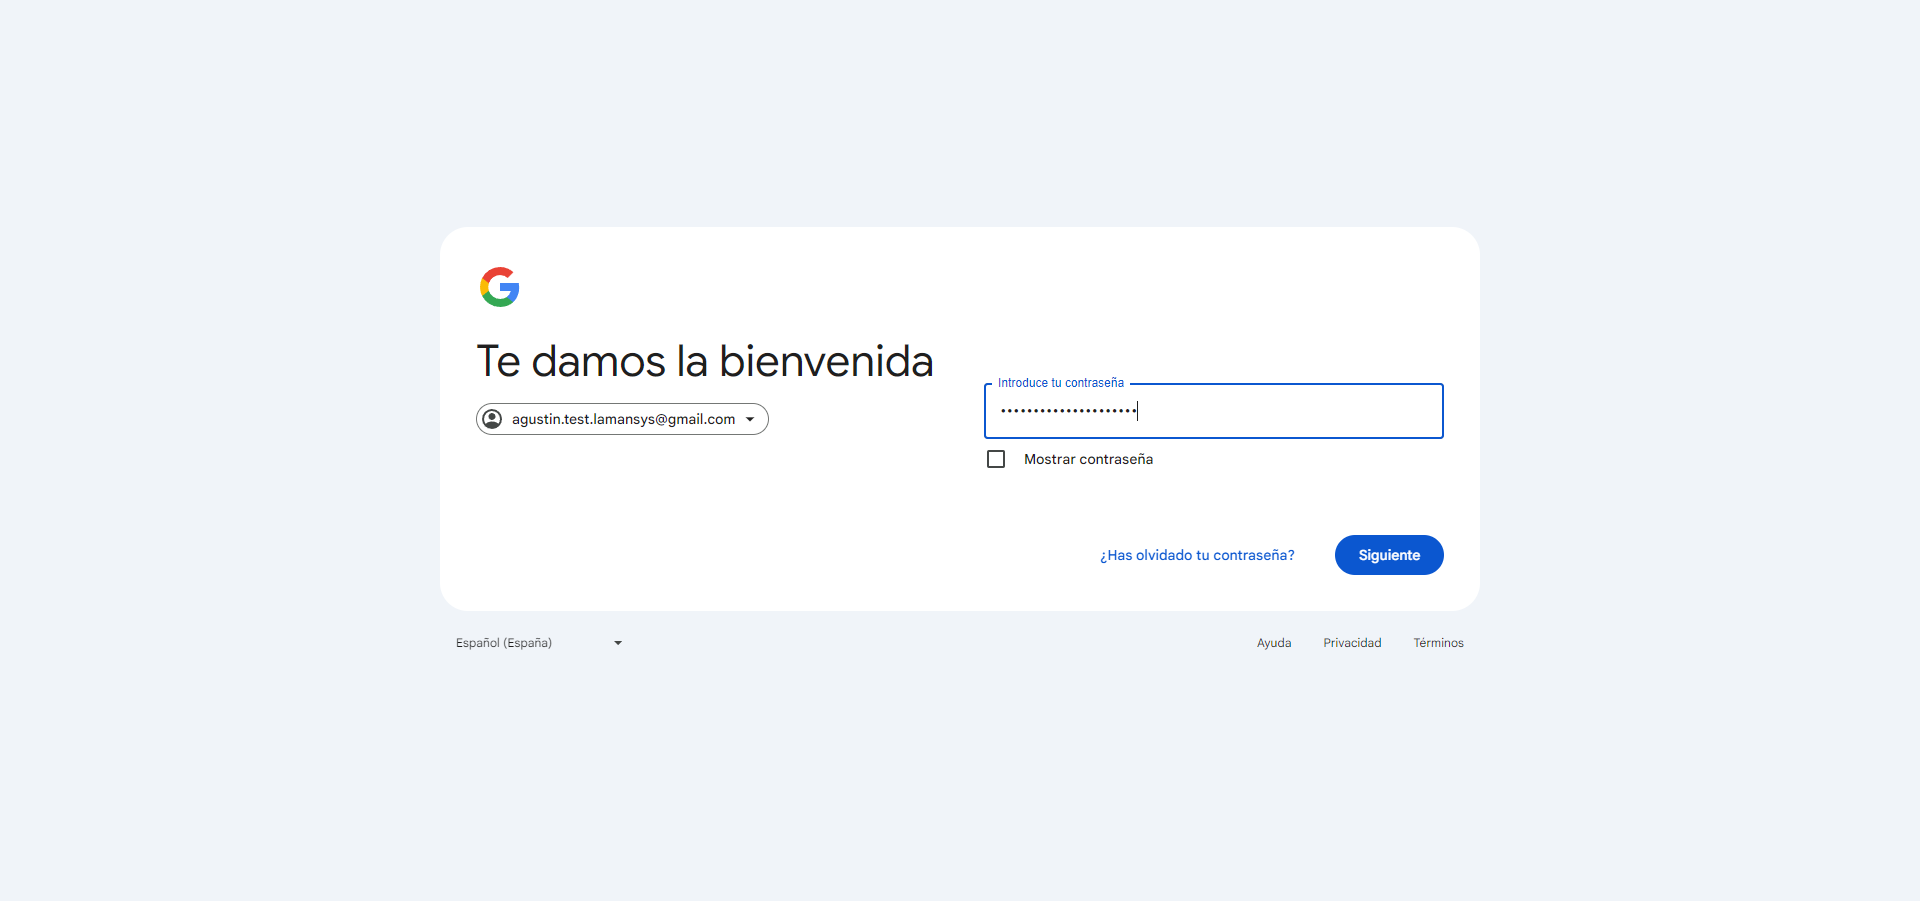 Te damos la bienvenida
agustin.test.lamansys@gmail.com
Introduce tu contraseña
•••••••••••••••••••••
Mostrar contraseña
¿Has olvidado tu contraseña?
Siguiente
Español (España)
Ayuda
Privacidad
Términos